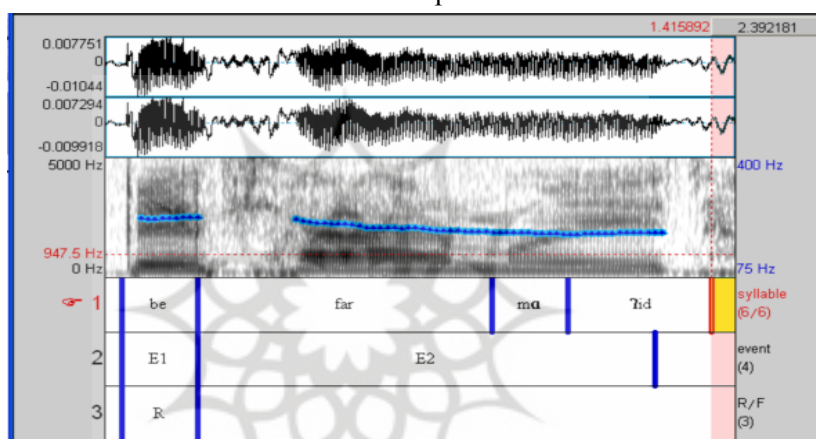 1.415892 2.392181
0.007751
0
-0.01044
0.007294
0
-0.009918
5000 Hz 400 Hz
947.5 Hz
0 Hz 75 Hz
☞ 1 be far mɑ ʔid syllable
(6/6)
2 E1 E2 event
(4)
3 R R/F
(3)